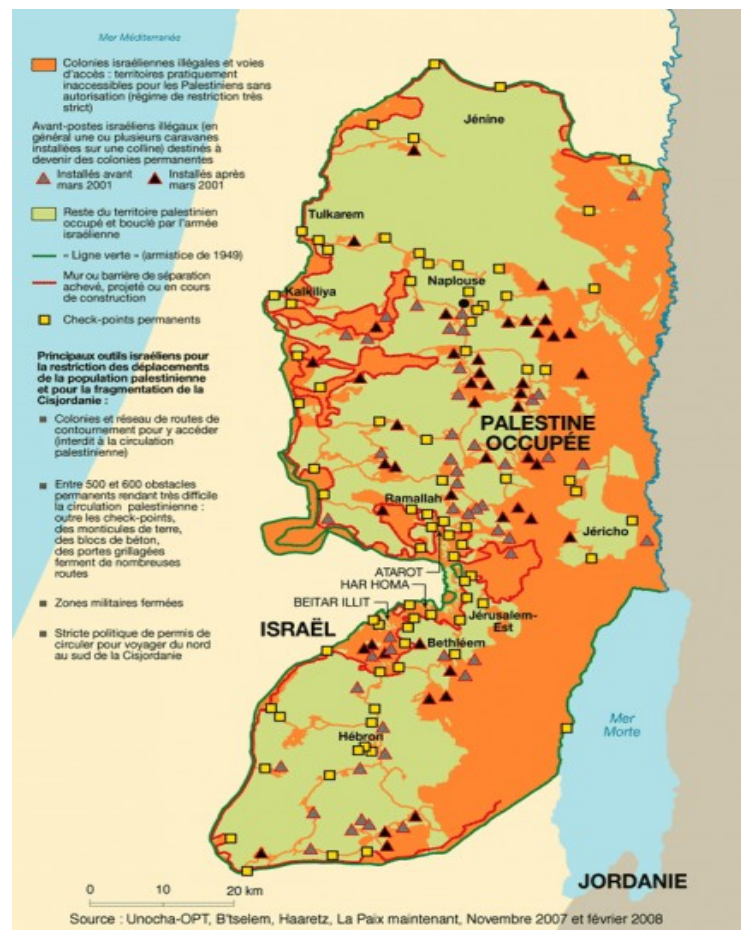 Mer Méditerranée
Colonies israéliennes illégales et voies
d'accès : territoires pratiquement
inaccessibles pour les Palestiniens sans
autorisation (régime de restriction très
strict)
Avant-postes israéliens illégaux (en
général une ou plusieurs caravanes
installées sur une colline) destinés à
devenir des colonies permanentes
Installés avant
mars 2001
Installés après
mars 2001
Reste du territoire palestinien
occupé et bouclé par l'armée
israélienne
« Ligne verte » (armistice de 1949)
Mur ou barrière de séparation
achevé, projeté ou en cours
de construction
Check-points permanents
Principaux outils israéliens pour
la restriction des déplacements
de la population palestinienne
et pour la fragmentation de la
Cisjordanie :
Colonies et réseau de routes de
contournement pour y accéder
(interdit à la circulation
palestinienne)
Entre 500 et 600 obstacles
permanents rendant très difficile
la circulation palestinienne :
outre les check-points,
des monticules de terre,
des blocs de béton,
des portes grillagées
ferment de nombreuses
routes
Zones militaires fermées
Stricte politique de permis de
circuler pour voyager du nord
au sud de la Cisjordanie
Jénine
Tulkarem
Naplouse
Kalkiliya
PALESTINE
OCCUPÉE
Ramallah
Jéricho
ATAROT
HAR HOMA
BEITAR ILLIT
ISRAËL
Jérusalem-
Est
Bethléem
Mer
Morte
Hébron
JORDANIE
0 10 20 km
Source : Unocha-OPT, B'tselem, Haaretz, La Paix maintenant, Novembre 2007 et février 2008